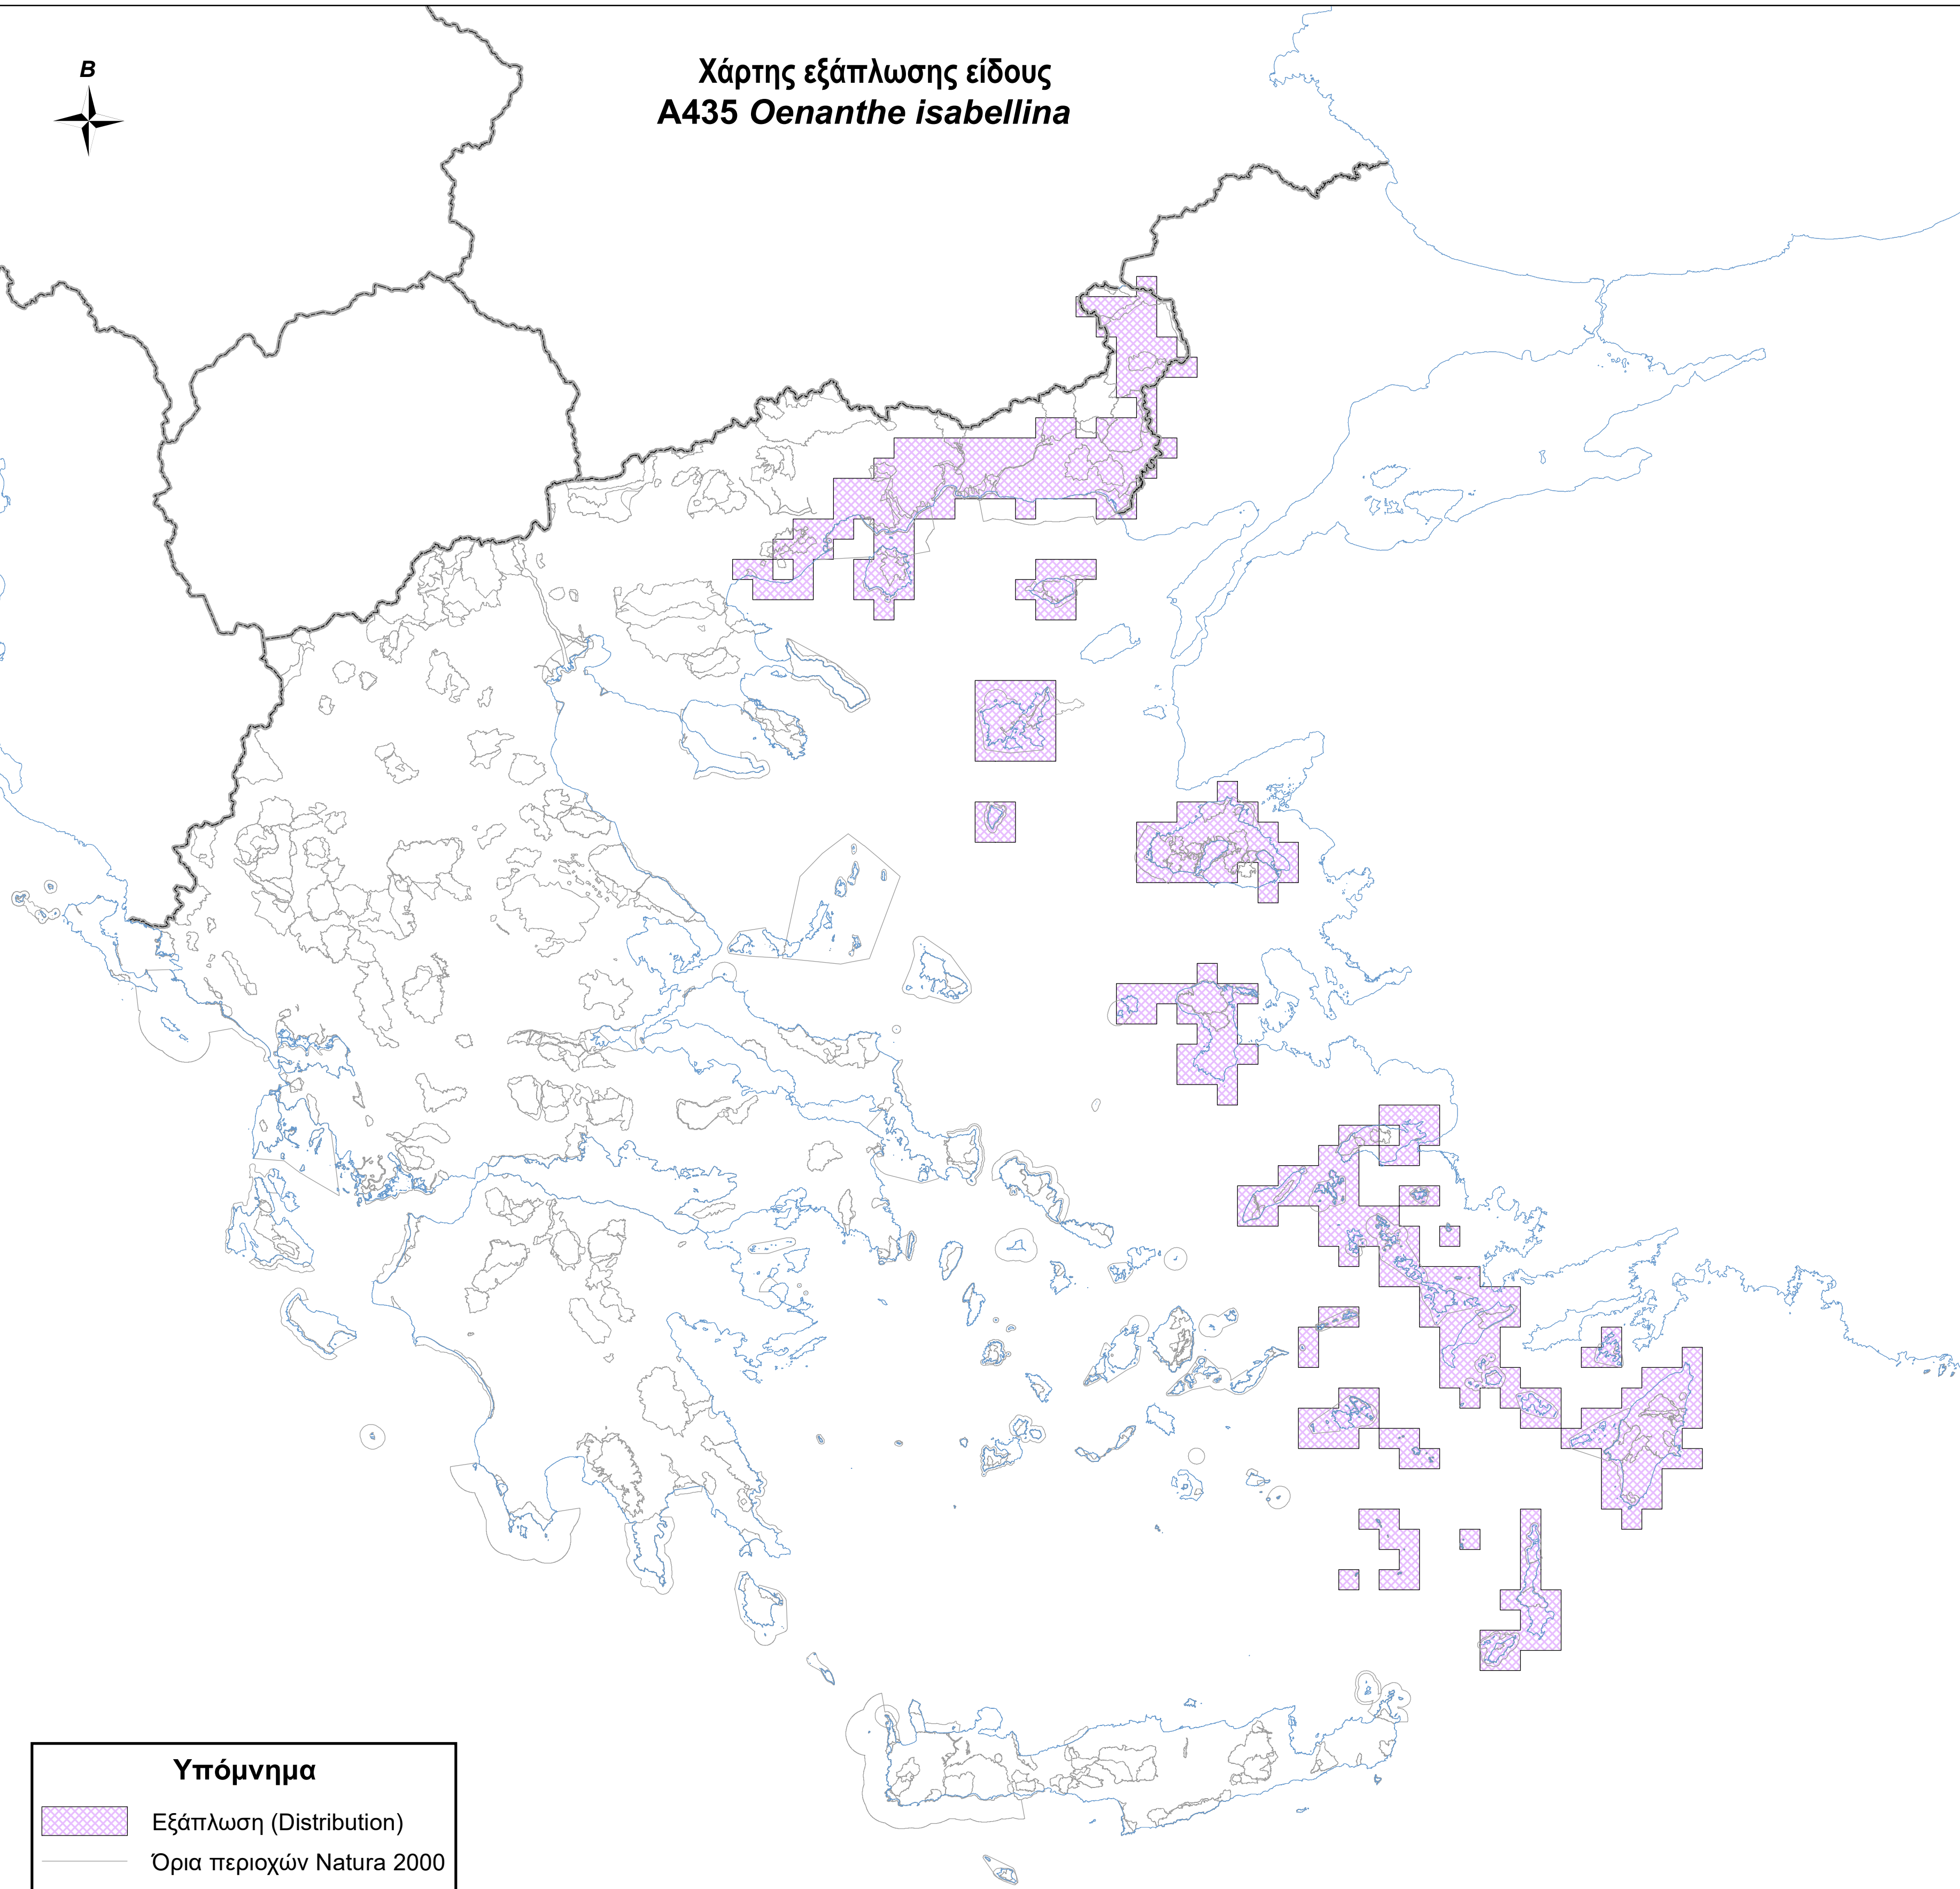 Β
Χάρτης εξάπλωσης είδους
A435 Oenanthe isabellina
Υπόμνημα
Εξάπλωση (Distribution)
Όρια περιοχών Natura 2000